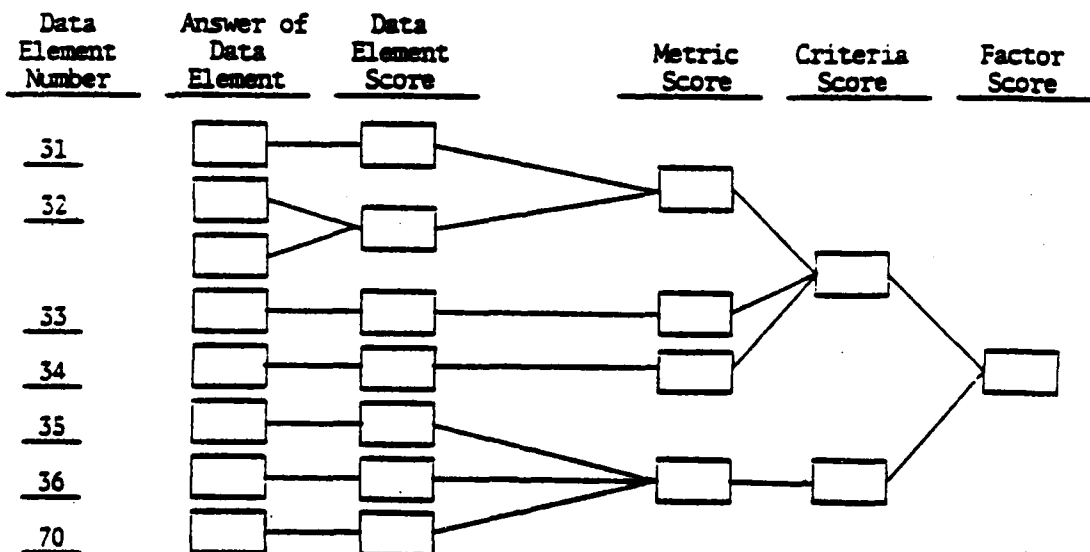 Data
Element
Number
Answer of
Data
Element
Data
Element
Score
Metric
Score
Criteria
Score
Factor
Score
31
32
33
34
35
36
70